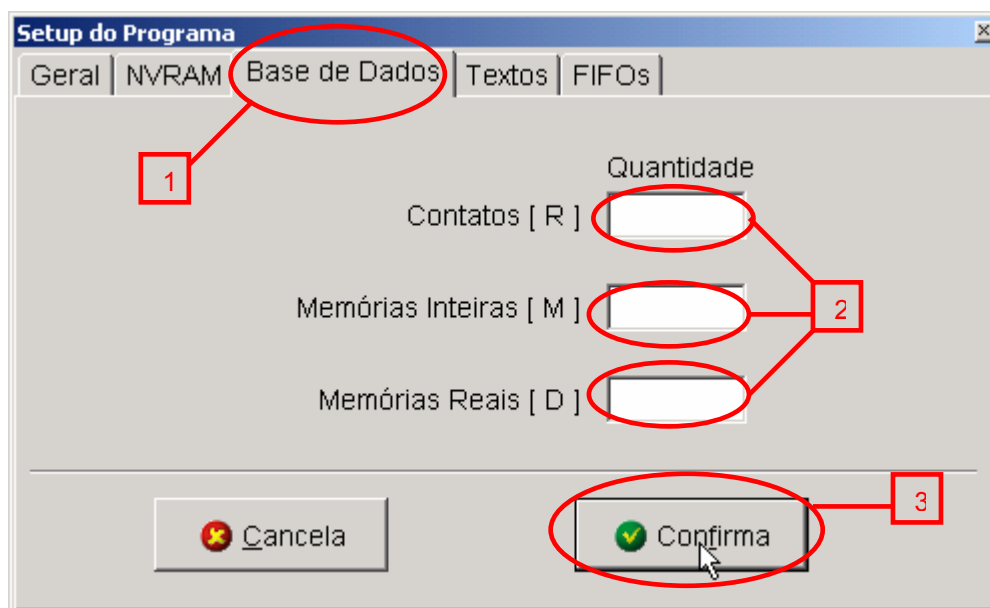 Setup do Programa
Geral NVRAM Base de Dados Textos FIFOs
1
Quantidade
Contatos [ R ]
Memórias Inteiras [ M ]
2
Memórias Reais [ D ]
3
Cancela Confirma